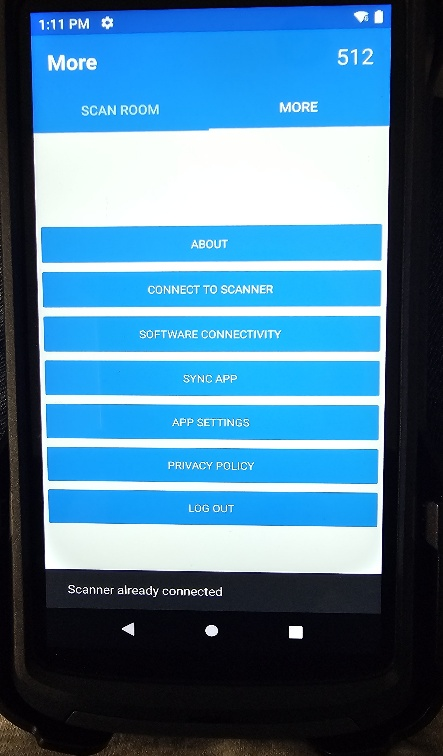 1:11 PM
More 512
SCAN ROOM MORE
ABOUT
CONNECT TO SCANNER
SOFTWARE CONNECTIVITY
SYNC APP
APP SETTINGS
PRIVACY POLICY
LOG OUT
Scanner already connected